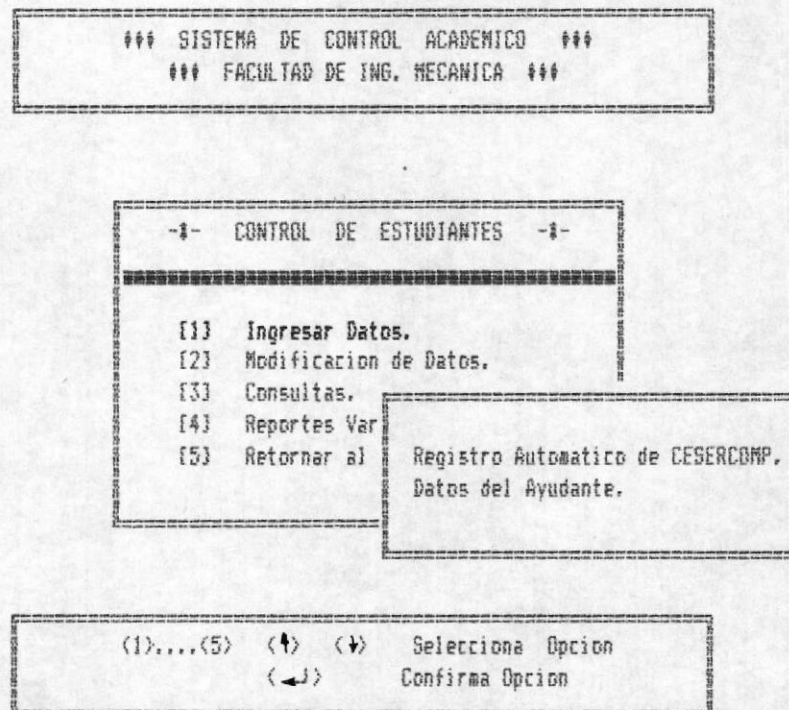 *** SISTEMA DE CONTROL ACADEMICO ***
*** FACULTAD DE ING. MECANICA ***
-*- CONTROL DE ESTUDIANTES -*-
[1] Ingresar Datos.
[2] Modificacion de Datos.
[3] Consultas.
[4] Reportes Var
[5] Retornar al
Registro Automatico de CESERCOMP.
Datos del Ayudante.
<1>....<5> <↑> <↓> Selecciona Opcion
<◄┘> Confirma Opcion